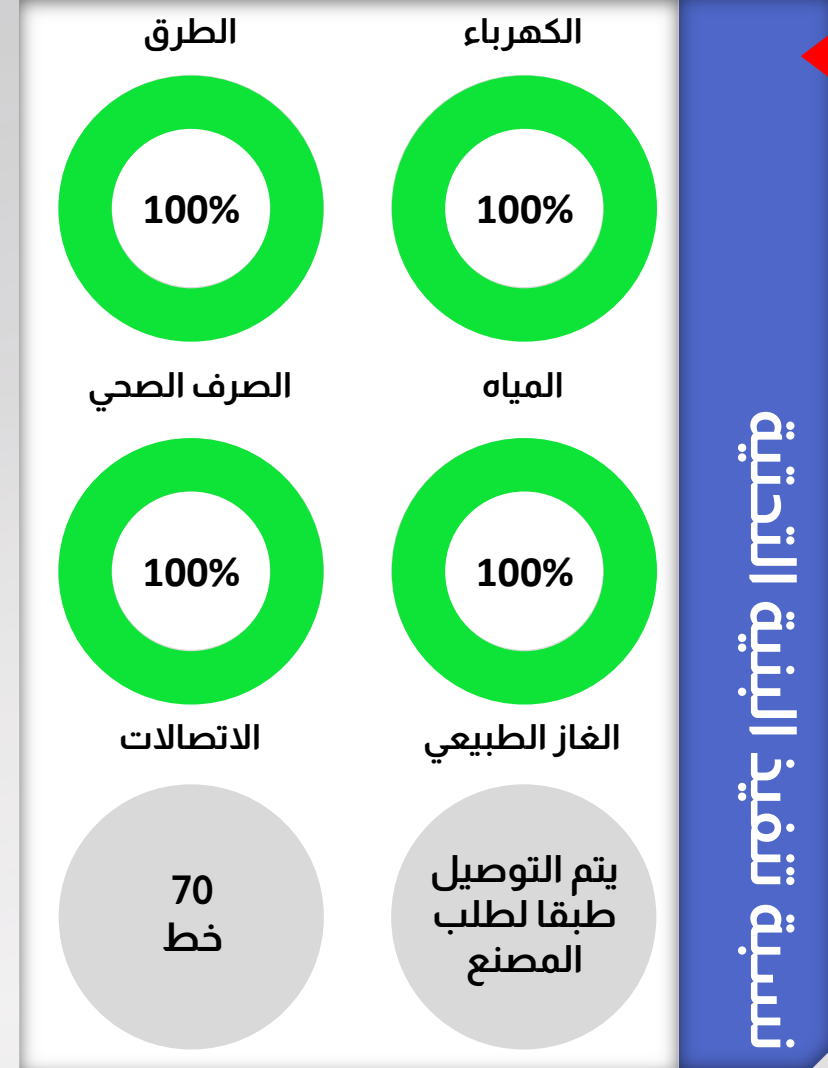 نسبة تنفيذ البنية التحتية
الكهرباء
100%
الطرق
100%
المياه
100%
الصرف الصحي
100%
الغاز الطبيعي
يتم التوصيل
طبقا لطلب
المصنع
الاتصالات
70
خط